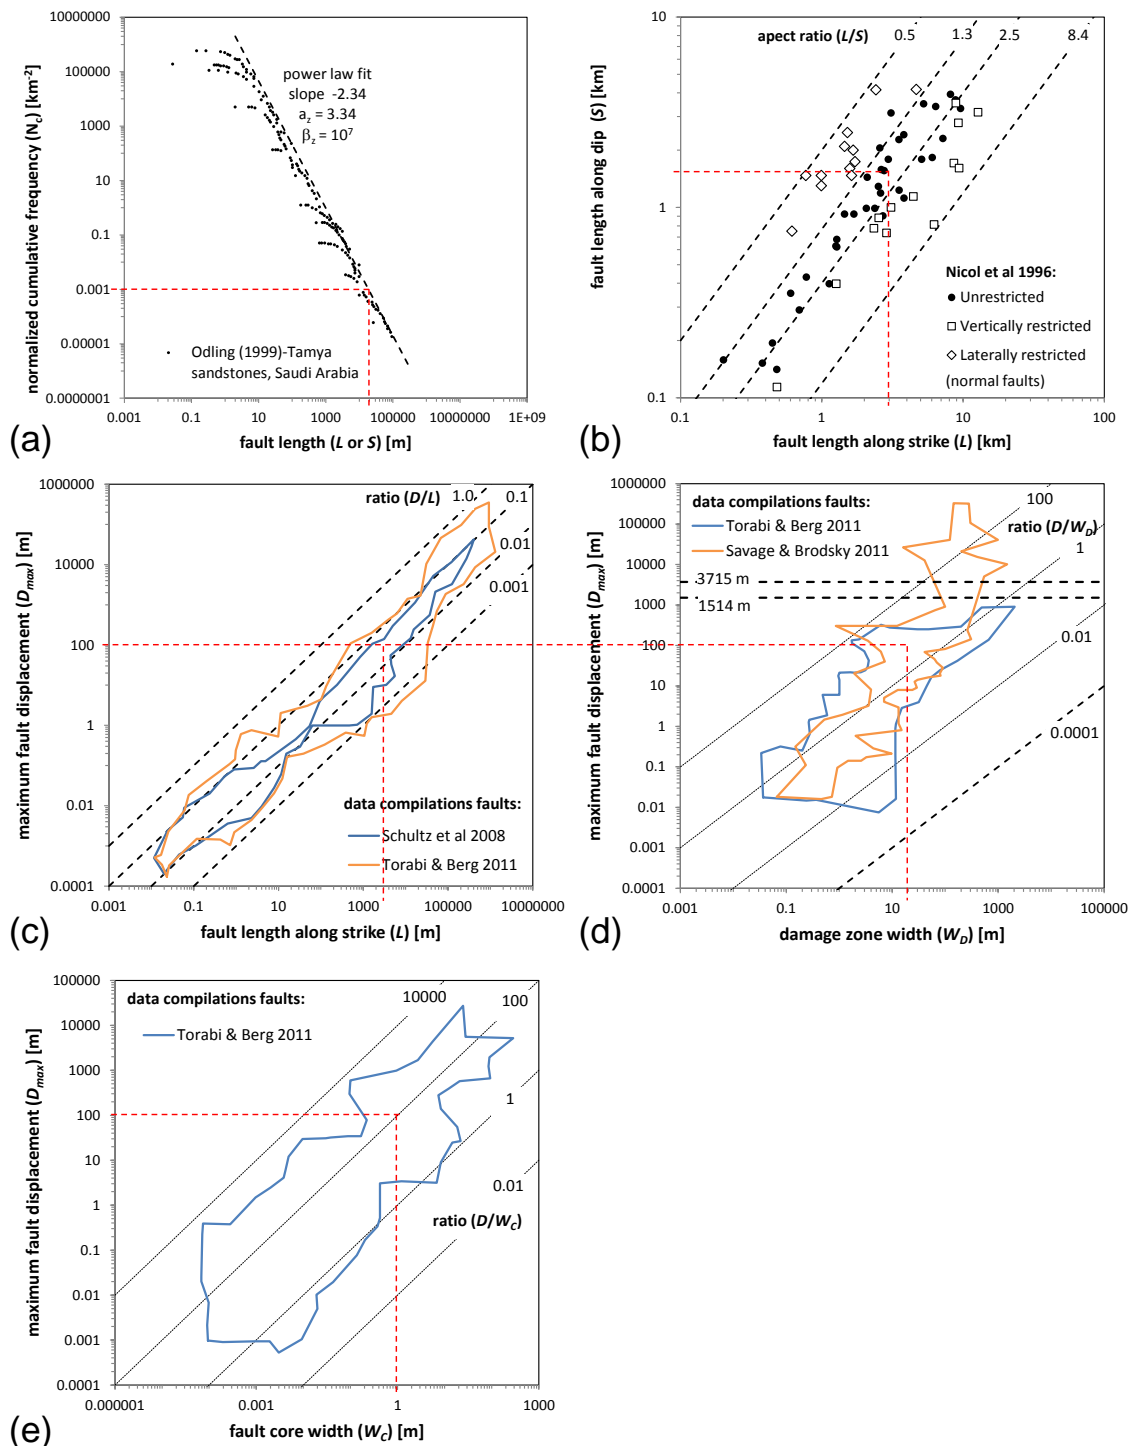 10000000
100000
1000
10
0.1
0.001
0.00001
0.0000001
normalized cumulative frequency (Nc) [km-2]
power law fit
slope -2.34
az = 3.34
βz = 10⁷
Odling (1999)-Tamya
sandstones, Saudi Arabia
0.001 0.1 10 1000 100000 10000000 1E+09
fault length (L or S) [m]
(a)
10
1
0.1
fault length along dip (S) [km]
apect ratio (L/S) 0.5 1.3 2.5 8.4
Nicol et al 1996:
Unrestricted
Vertically restricted
Laterally restricted
(normal faults)
0.1 1 10 100
fault length along strike (L) [km]
(b)
1000000
10000
100
1
0.01
0.0001
maximum fault displacement (Dmax) [m]
ratio (D/L) 1.0 0.1
0.01
0.001
data compilations faults:
Schultz et al 2008
Torabi & Berg 2011
0.001 0.1 10 1000 100000 10000000
fault length along strike (L) [m]
(c)
1000000
100000
10000
1000
100
10
1
0.1
0.01
0.001
0.0001
maximum fault displacement (Dmax) [m]
data compilations faults:
Torabi & Berg 2011
Savage & Brodsky 2011
100
ratio (D/WD)
1
3715 m
1514 m
0.01
0.0001
0.001 0.1 10 1000 100000
damage zone width (WD) [m]
(d)
100000
10000
1000
100
10
1
0.1
0.01
0.001
0.0001
maximum fault displacement (Dmax) [m]
data compilations faults:
Torabi & Berg 2011
10000 100
1
0.01
ratio (D/WC)
0.000001 0.001 1 1000
fault core width (WC) [m]
(e)